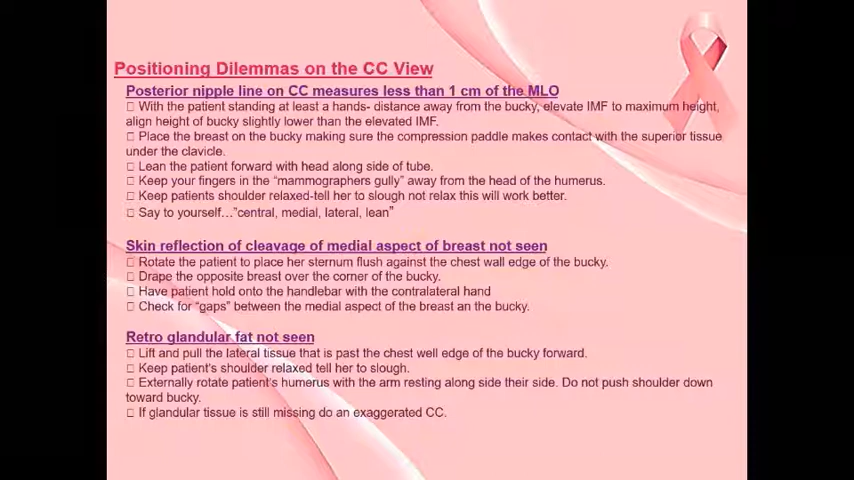 Positioning Dilemmas on the CC View
Posterior nipple line on CC measures less than 1 cm of the MLO
□ With the patient standing at least a hands- distance away from the bucky, elevate IMF to maximum height,
align height of bucky slightly lower than the elevated IMF.
□ Place the breast on the bucky making sure the compression paddle makes contact with the superior tissue
under the clavicle.
□ Lean the patient forward with head along side of tube.
□ Keep your fingers in the “mammographers gully” away from the head of the humerus.
□ Keep patients shoulder relaxed-tell her to slough not relax this will work better.
□ Say to yourself…”central, medial, lateral, lean”
Skin reflection of cleavage of medial aspect of breast not seen
□ Rotate the patient to place her sternum flush against the chest wall edge of the bucky.
□ Drape the opposite breast over the corner of the bucky.
□ Have patient hold onto the handlebar with the contralateral hand
□ Check for “gaps” between the medial aspect of the breast an the bucky.
Retro glandular fat not seen
□ Lift and pull the lateral tissue that is past the chest well edge of the bucky forward.
□ Keep patient's shoulder relaxed tell her to slough.
□ Externally rotate patient's humerus with the arm resting along side their side. Do not push shoulder down
toward bucky.
□ If glandular tissue is still missing do an exaggerated CC.